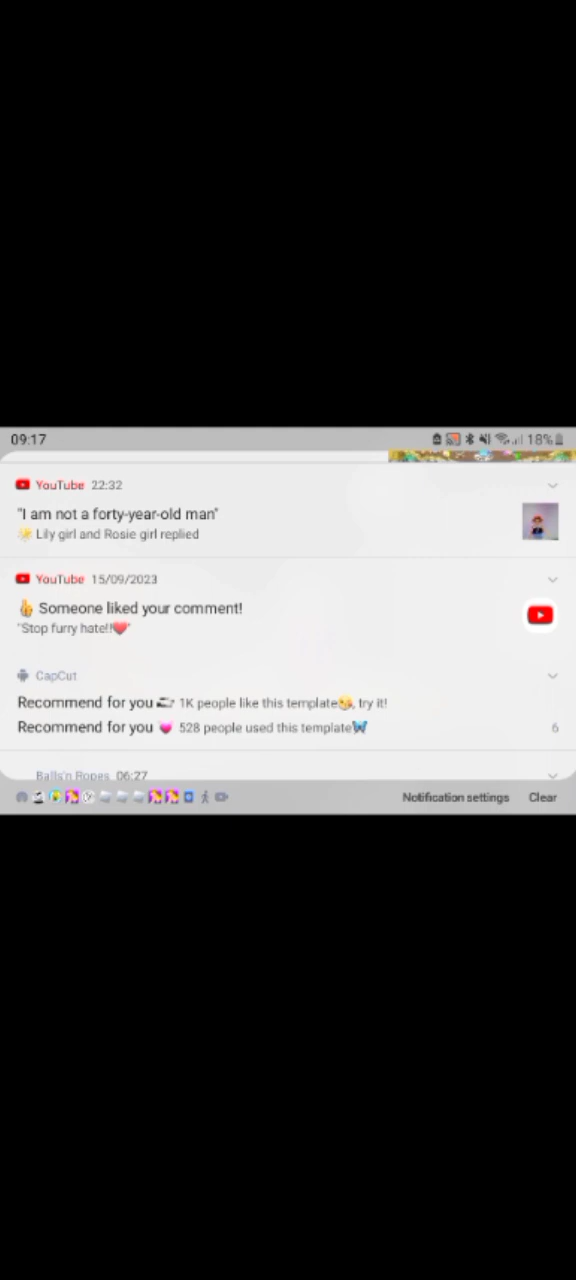 09:17 18%
YouTube 22:32
"I am not a forty-year-old man"
☀️ Lily girl and Rosie girl replied
YouTube 15/09/2023
👍 Someone liked your comment!
"Stop furry hate!!❤️"
CapCut
Recommend for you 1K people like this template😘, try it!
Recommend for you 💓 528 people used this template🦋 6
Balls'n Ropes 06:27
Notification settings Clear